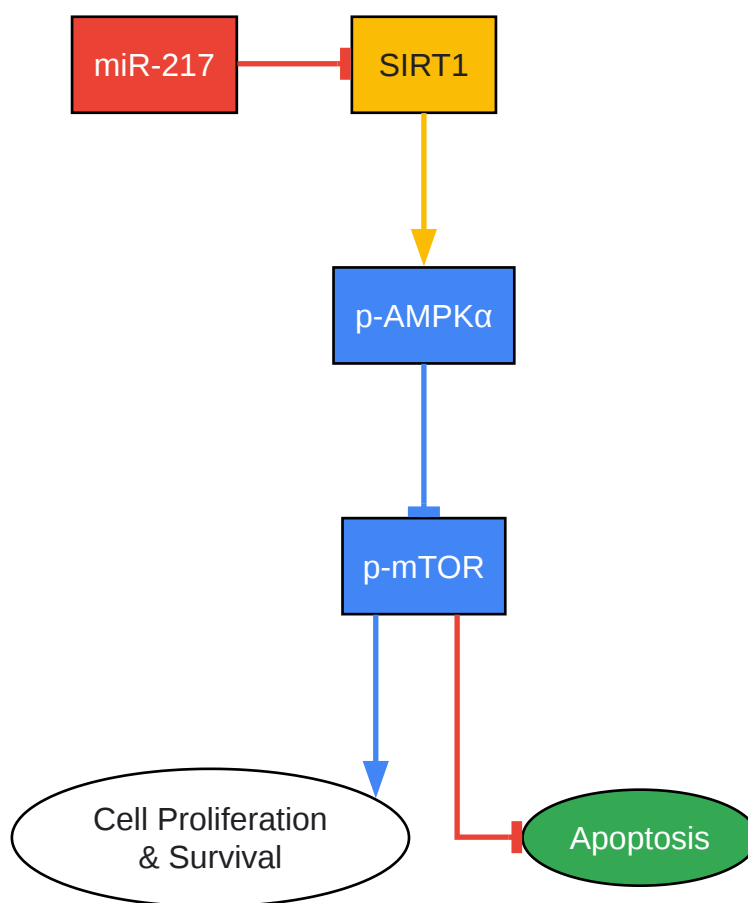 miR-217
SIRT1
p-AMPKα
p-mTOR
Cell Proliferation
& Survival
Apoptosis